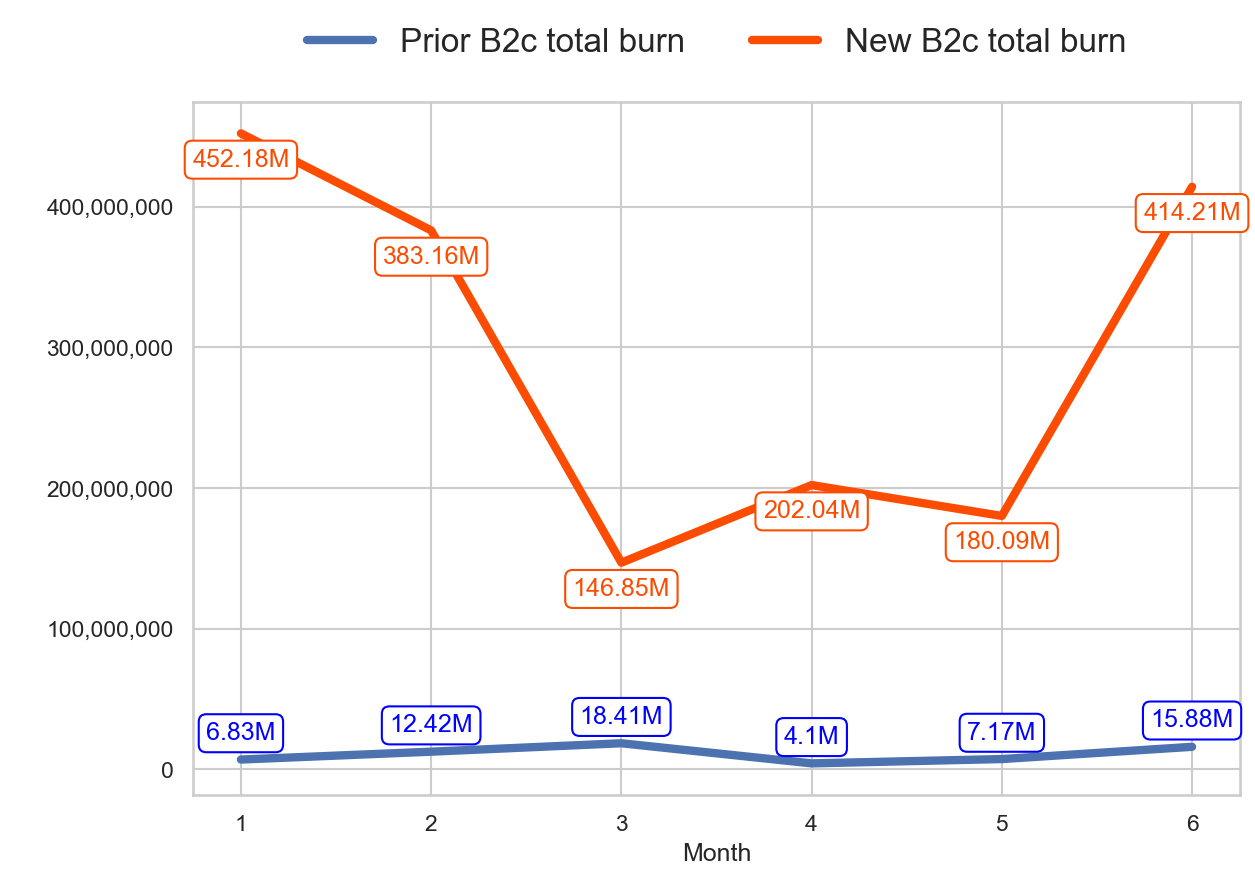 Prior B2c total burn New B2c total burn
452.18M
400,000,000
414.21M
383.16M
300,000,000
200,000,000
202.04M
180.09M
146.85M
100,000,000
6.83M 12.42M 18.41M 4.1M 7.17M 15.88M
0
1 2 3 4 5 6
Month